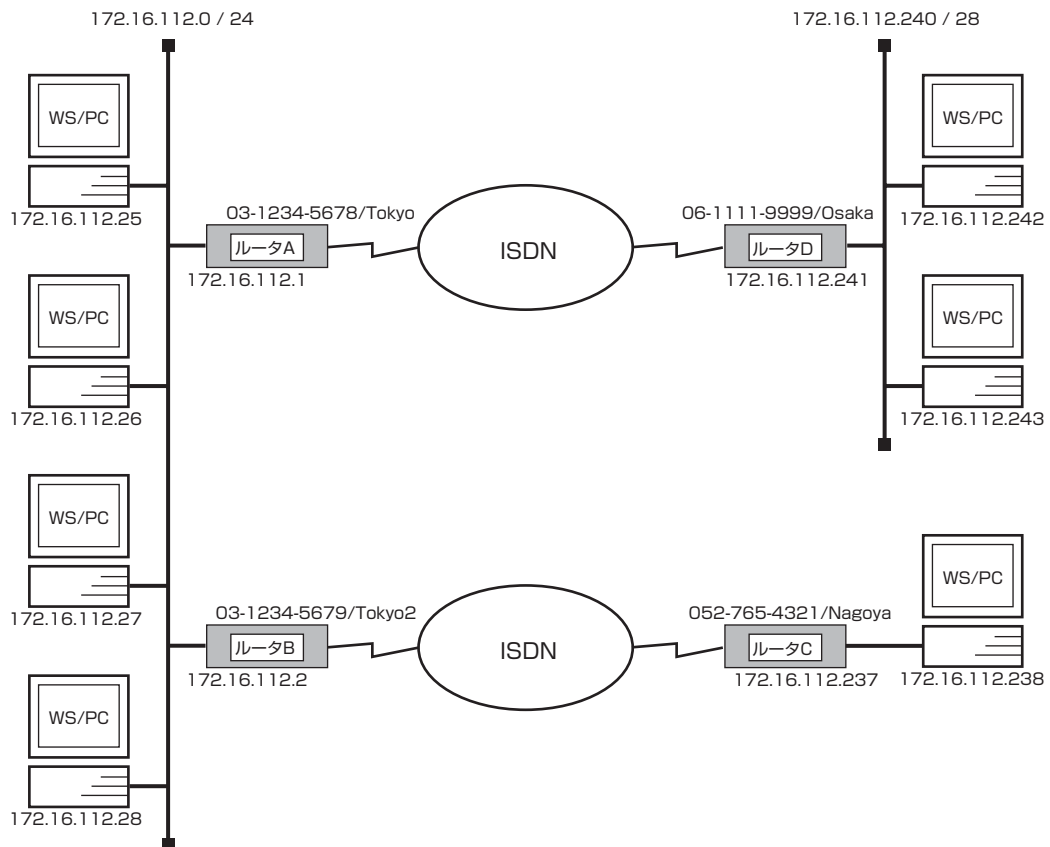 172.16.112.0 / 24
172.16.112.240 / 28
WS/PC
WS/PC
172.16.112.25
03-1234-5678/Tokyo
ルータA
172.16.112.1
ISDN
06-1111-9999/Osaka
ルータD
172.16.112.241
172.16.112.242
WS/PC
WS/PC
172.16.112.26
172.16.112.243
WS/PC
WS/PC
172.16.112.27
03-1234-5679/Tokyo2
ルータB
172.16.112.2
ISDN
052-765-4321/Nagoya
ルータC
172.16.112.237
172.16.112.238
WS/PC
172.16.112.28